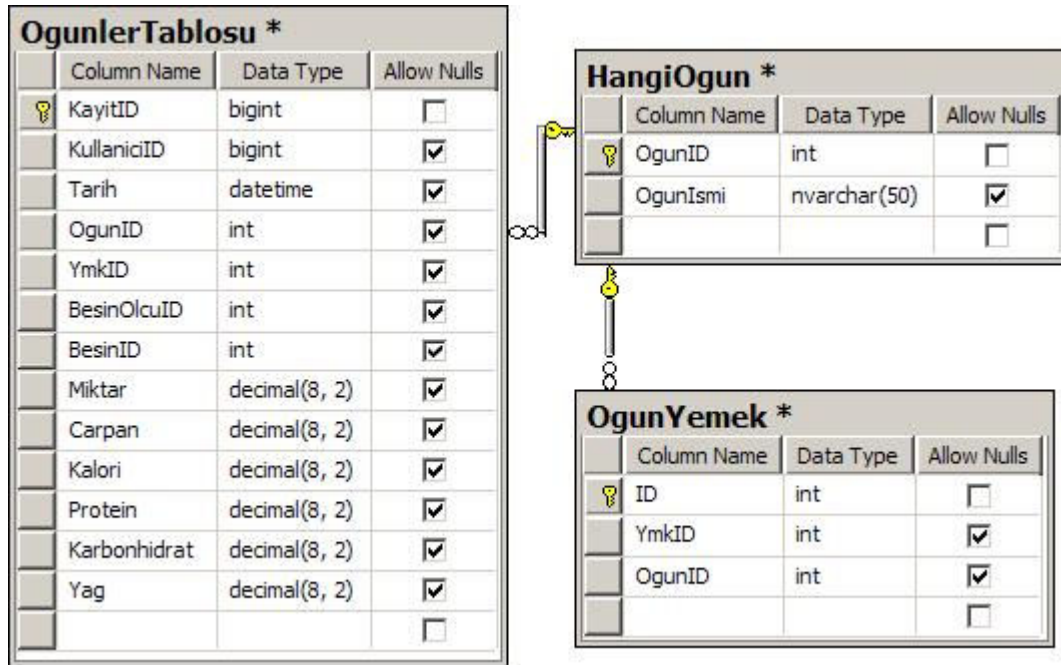 OgunlerTablosu *
Column Name Data Type Allow Nulls
KayitID bigint
KullaniciID bigint
Tarih datetime
OgunID int
YmkID int
BesinOlcuID int
BesinID int
Miktar decimal(8, 2)
Carpan decimal(8, 2)
Kalori decimal(8, 2)
Protein decimal(8, 2)
Karbonhidrat decimal(8, 2)
Yag decimal(8, 2)
HangiOgun *
Column Name Data Type Allow Nulls
OgunID int
OgunIsmi nvarchar(50)
OgunYemek *
Column Name Data Type Allow Nulls
ID int
YmkID int
OgunID int